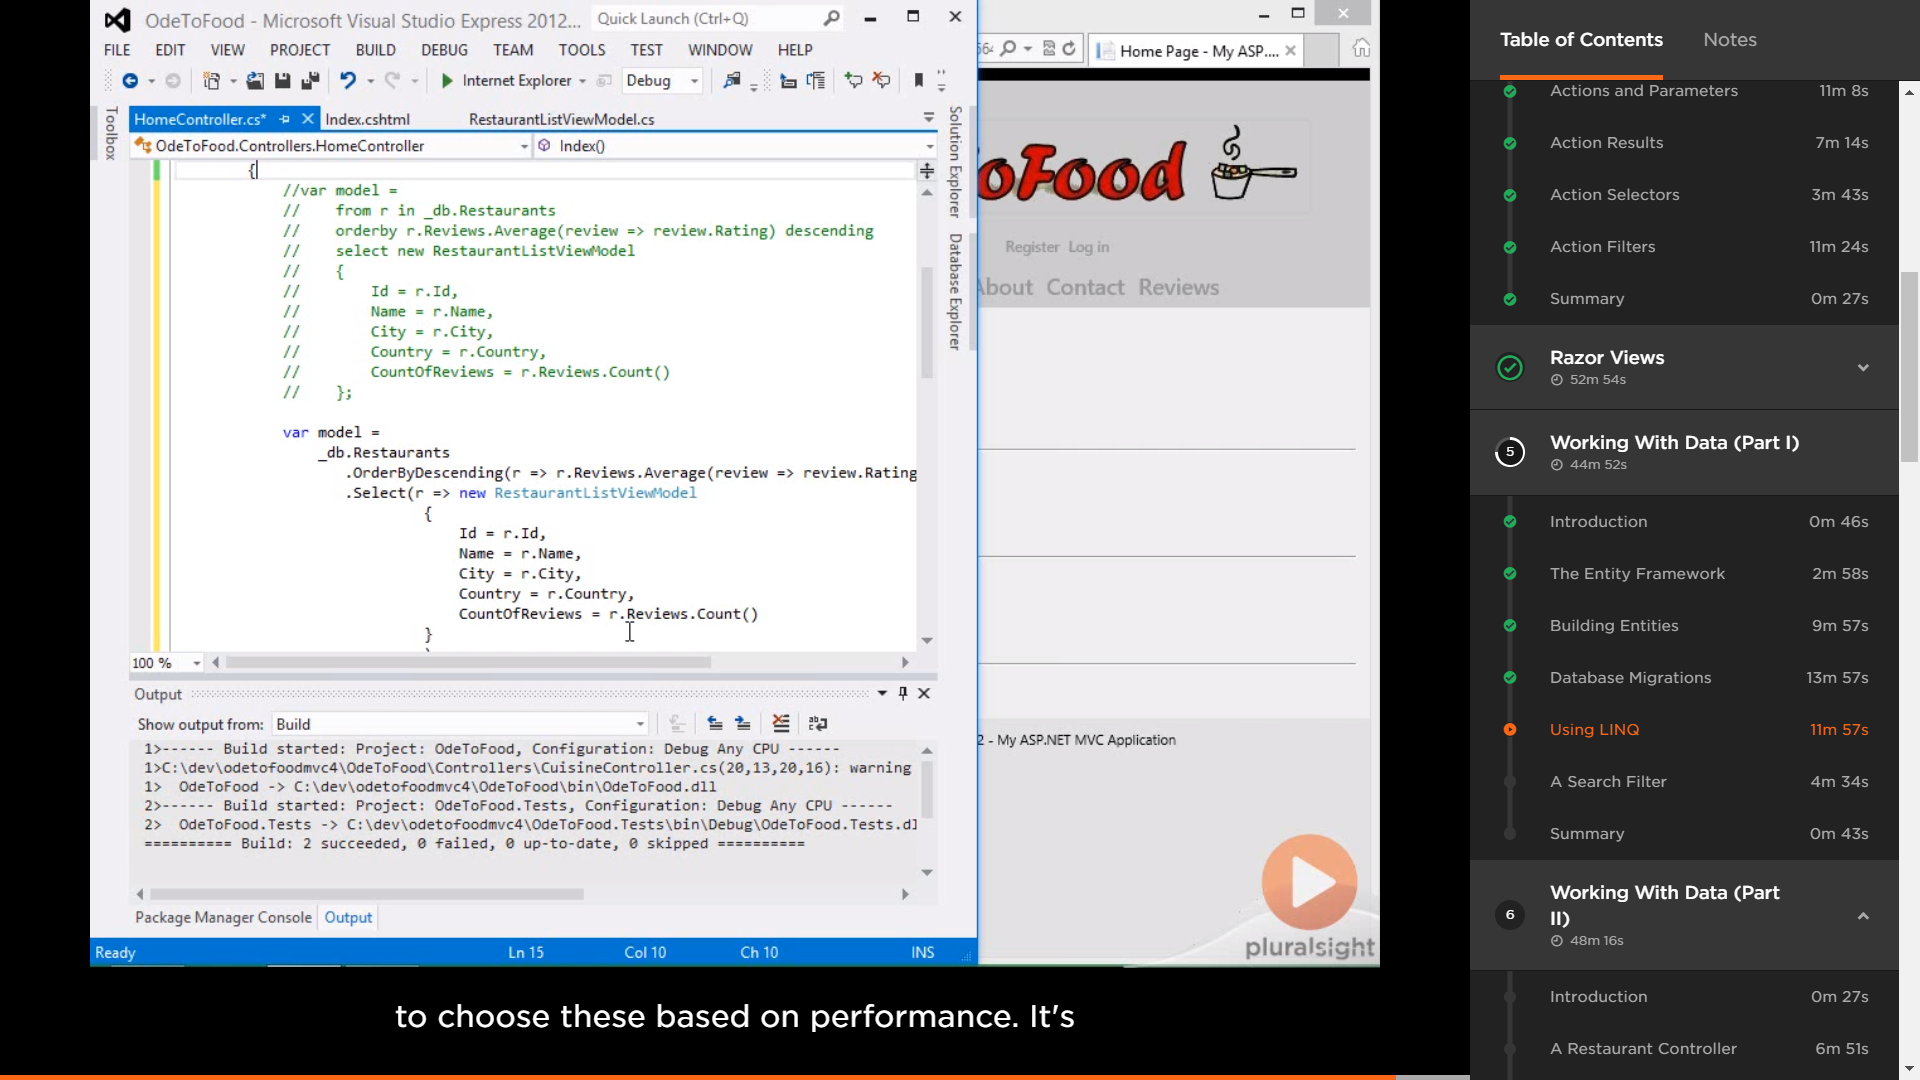 OdeToFood - Microsoft Visual Studio Express 2012...
Quick Launch (Ctrl+Q)
FILE EDIT VIEW PROJECT BUILD DEBUG TEAM TOOLS TEST WINDOW HELP
Internet Explorer
Debug
Toolbox
HomeController.cs*
Index.cshtml
RestaurantListViewModel.cs
OdeToFood.Controllers.HomeController
Index()
{
//var model =
// from r in _db.Restaurants
// orderby r.Reviews.Average(review => review.Rating) descending
// select new RestaurantListViewModel
// {
// Id = r.Id,
// Name = r.Name,
// City = r.City,
// Country = r.Country,
// CountOfReviews = r.Reviews.Count()
// };
var model =
_db.Restaurants
.OrderByDescending(r => r.Reviews.Average(review => review.Rating
.Select(r => new RestaurantListViewModel
{
Id = r.Id,
Name = r.Name,
City = r.City,
Country = r.Country,
CountOfReviews = r.Reviews.Count()
}
100 %
Solution Explorer
Database Explorer
Output
Show output from: Build
1>------ Build started: Project: OdeToFood, Configuration: Debug Any CPU ------
1>C:\dev\odetofoodmvc4\OdeToFood\Controllers\CuisineController.cs(20,13,20,16): warning
1> OdeToFood -> C:\dev\odetofoodmvc4\OdeToFood\bin\OdeToFood.dll
2>------ Build started: Project: OdeToFood.Tests, Configuration: Debug Any CPU ------
2> OdeToFood.Tests -> C:\dev\odetofoodmvc4\OdeToFood.Tests\bin\Debug\OdeToFood.Tests.dl
========== Build: 2 succeeded, 0 failed, 0 up-to-date, 0 skipped ==========
Package Manager Console
Output
Ready
Ln 15
Col 10
Ch 10
INS
Home Page - My ASP....
oFood
Register Log in
About Contact Reviews
2 - My ASP.NET MVC Application
pluralsight
to choose these based on performance. It's
Table of Contents
Notes
Actions and Parameters 11m 8s
Action Results 7m 14s
Action Selectors 3m 43s
Action Filters 11m 24s
Summary 0m 27s
Razor Views
52m 54s
5
Working With Data (Part I)
44m 52s
Introduction 0m 46s
The Entity Framework 2m 58s
Building Entities 9m 57s
Database Migrations 13m 57s
Using LINQ 11m 57s
A Search Filter 4m 34s
Summary 0m 43s
6
Working With Data (Part
II)
48m 16s
Introduction 0m 27s
A Restaurant Controller 6m 51s